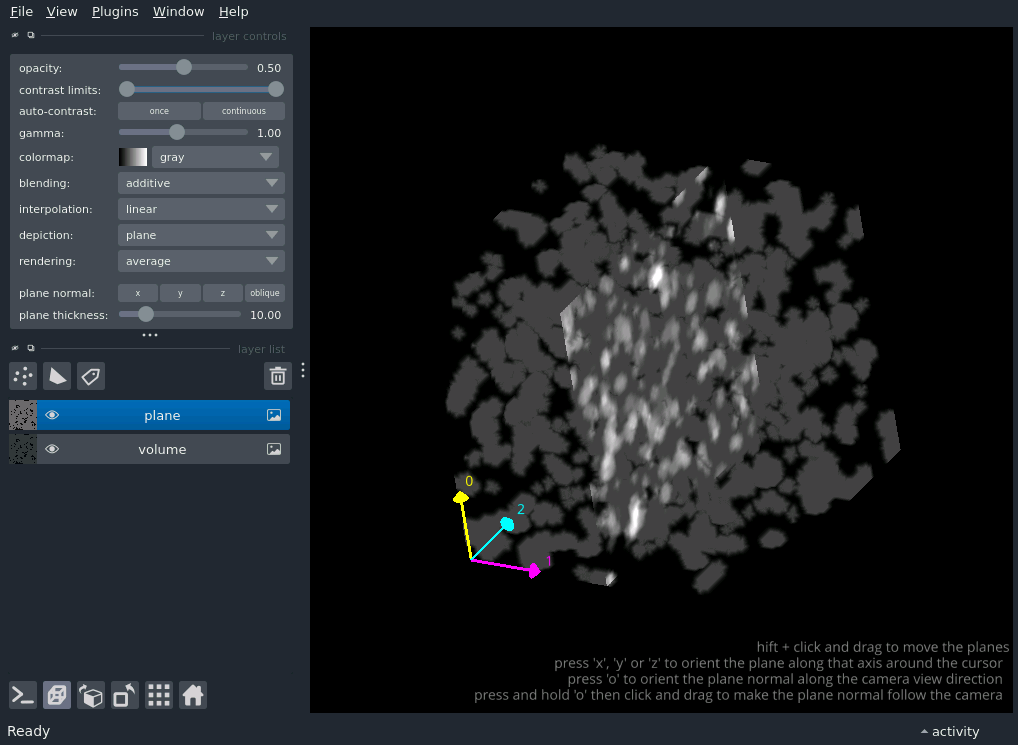 File View Plugins Window Help
layer controls
opacity: 0.50
contrast limits:
auto-contrast: once continuous
gamma: 1.00
colormap: gray
blending: additive
interpolation: linear
depiction: plane
rendering: average
plane normal: x y z oblique
plane thickness: 10.00
layer list
plane
volume
0
2
1
hift + click and drag to move the planes
press 'x', 'y' or 'z' to orient the plane along that axis around the cursor
press 'o' to orient the plane normal along the camera view direction
press and hold 'o' then click and drag to make the plane normal follow the camera
Ready
activity